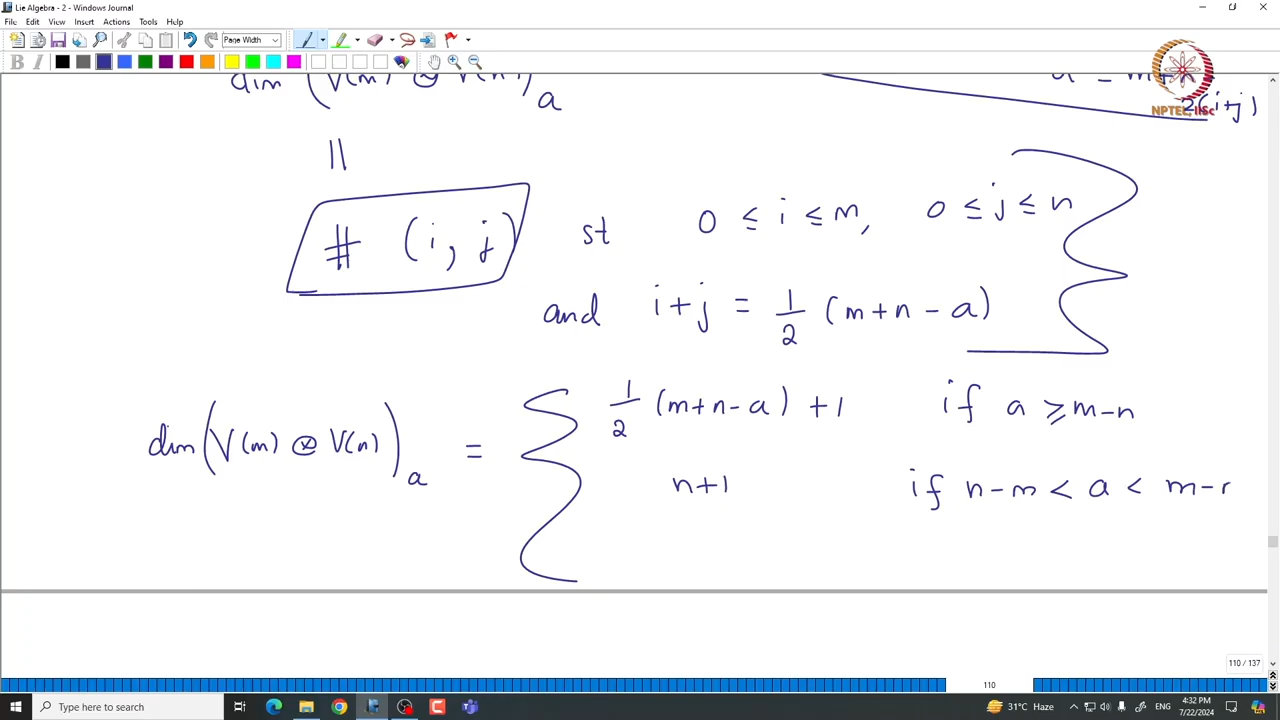 Lie Algebra - 2 - Windows Journal
File Edit View Insert Actions Tools Help
Page Width
B I
dim (V(m) ⊗ V(n))a
a = m+n-
2(i+j)
NPTEL, IISc
||
# (i, j) st 0 ≤ i ≤ m, 0 ≤ j ≤ n
and i+j = 1/2 (m+n-a)
dim(V(m) ⊗ V(n))a = { 1/2 (m+n-a) +1 if a ≥ m-n
n+1 if n-m < a < m-
110 / 137
110
Type here to search
31°C Haze
4:32 PM
7/22/2024